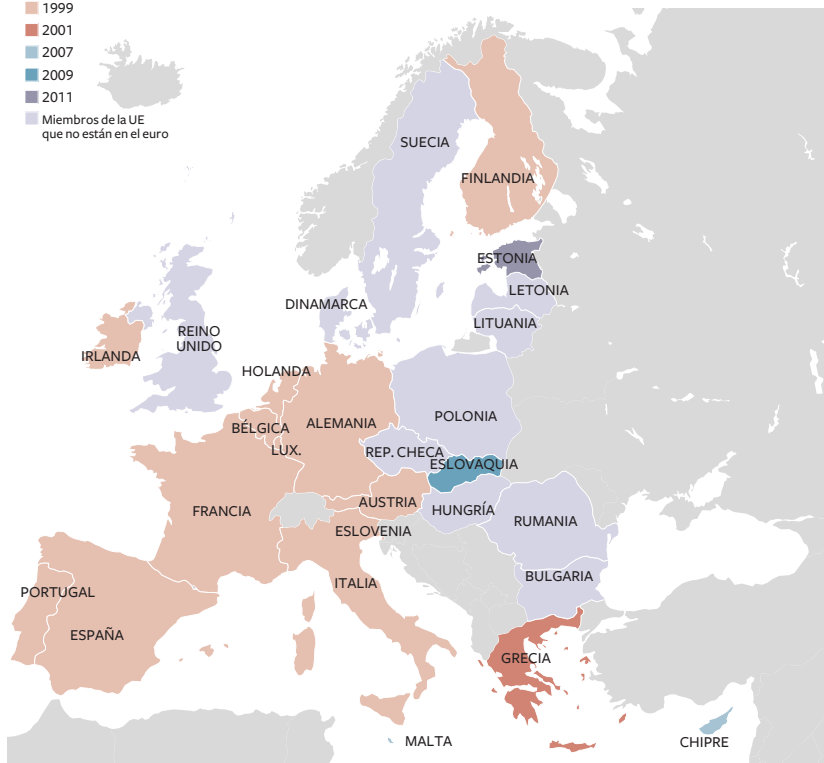 1999
2001
2007
2009
2011
Miembros de la UE
que no están en el euro
SUECIA
FINLANDIA
ESTONIA
LETONIA
DINAMARCA
LITUANIA
REINO
UNIDO
IRLANDA
HOLANDA
POLONIA
ALEMANIA
BÉLGICA
LUX.
REP. CHECA
ESLOVAQUIA
AUSTRIA
FRANCIA
HUNGRÍA
RUMANIA
ESLOVENIA
BULGARIA
ITALIA
PORTUGAL
ESPAÑA
GRECIA
MALTA
CHIPRE